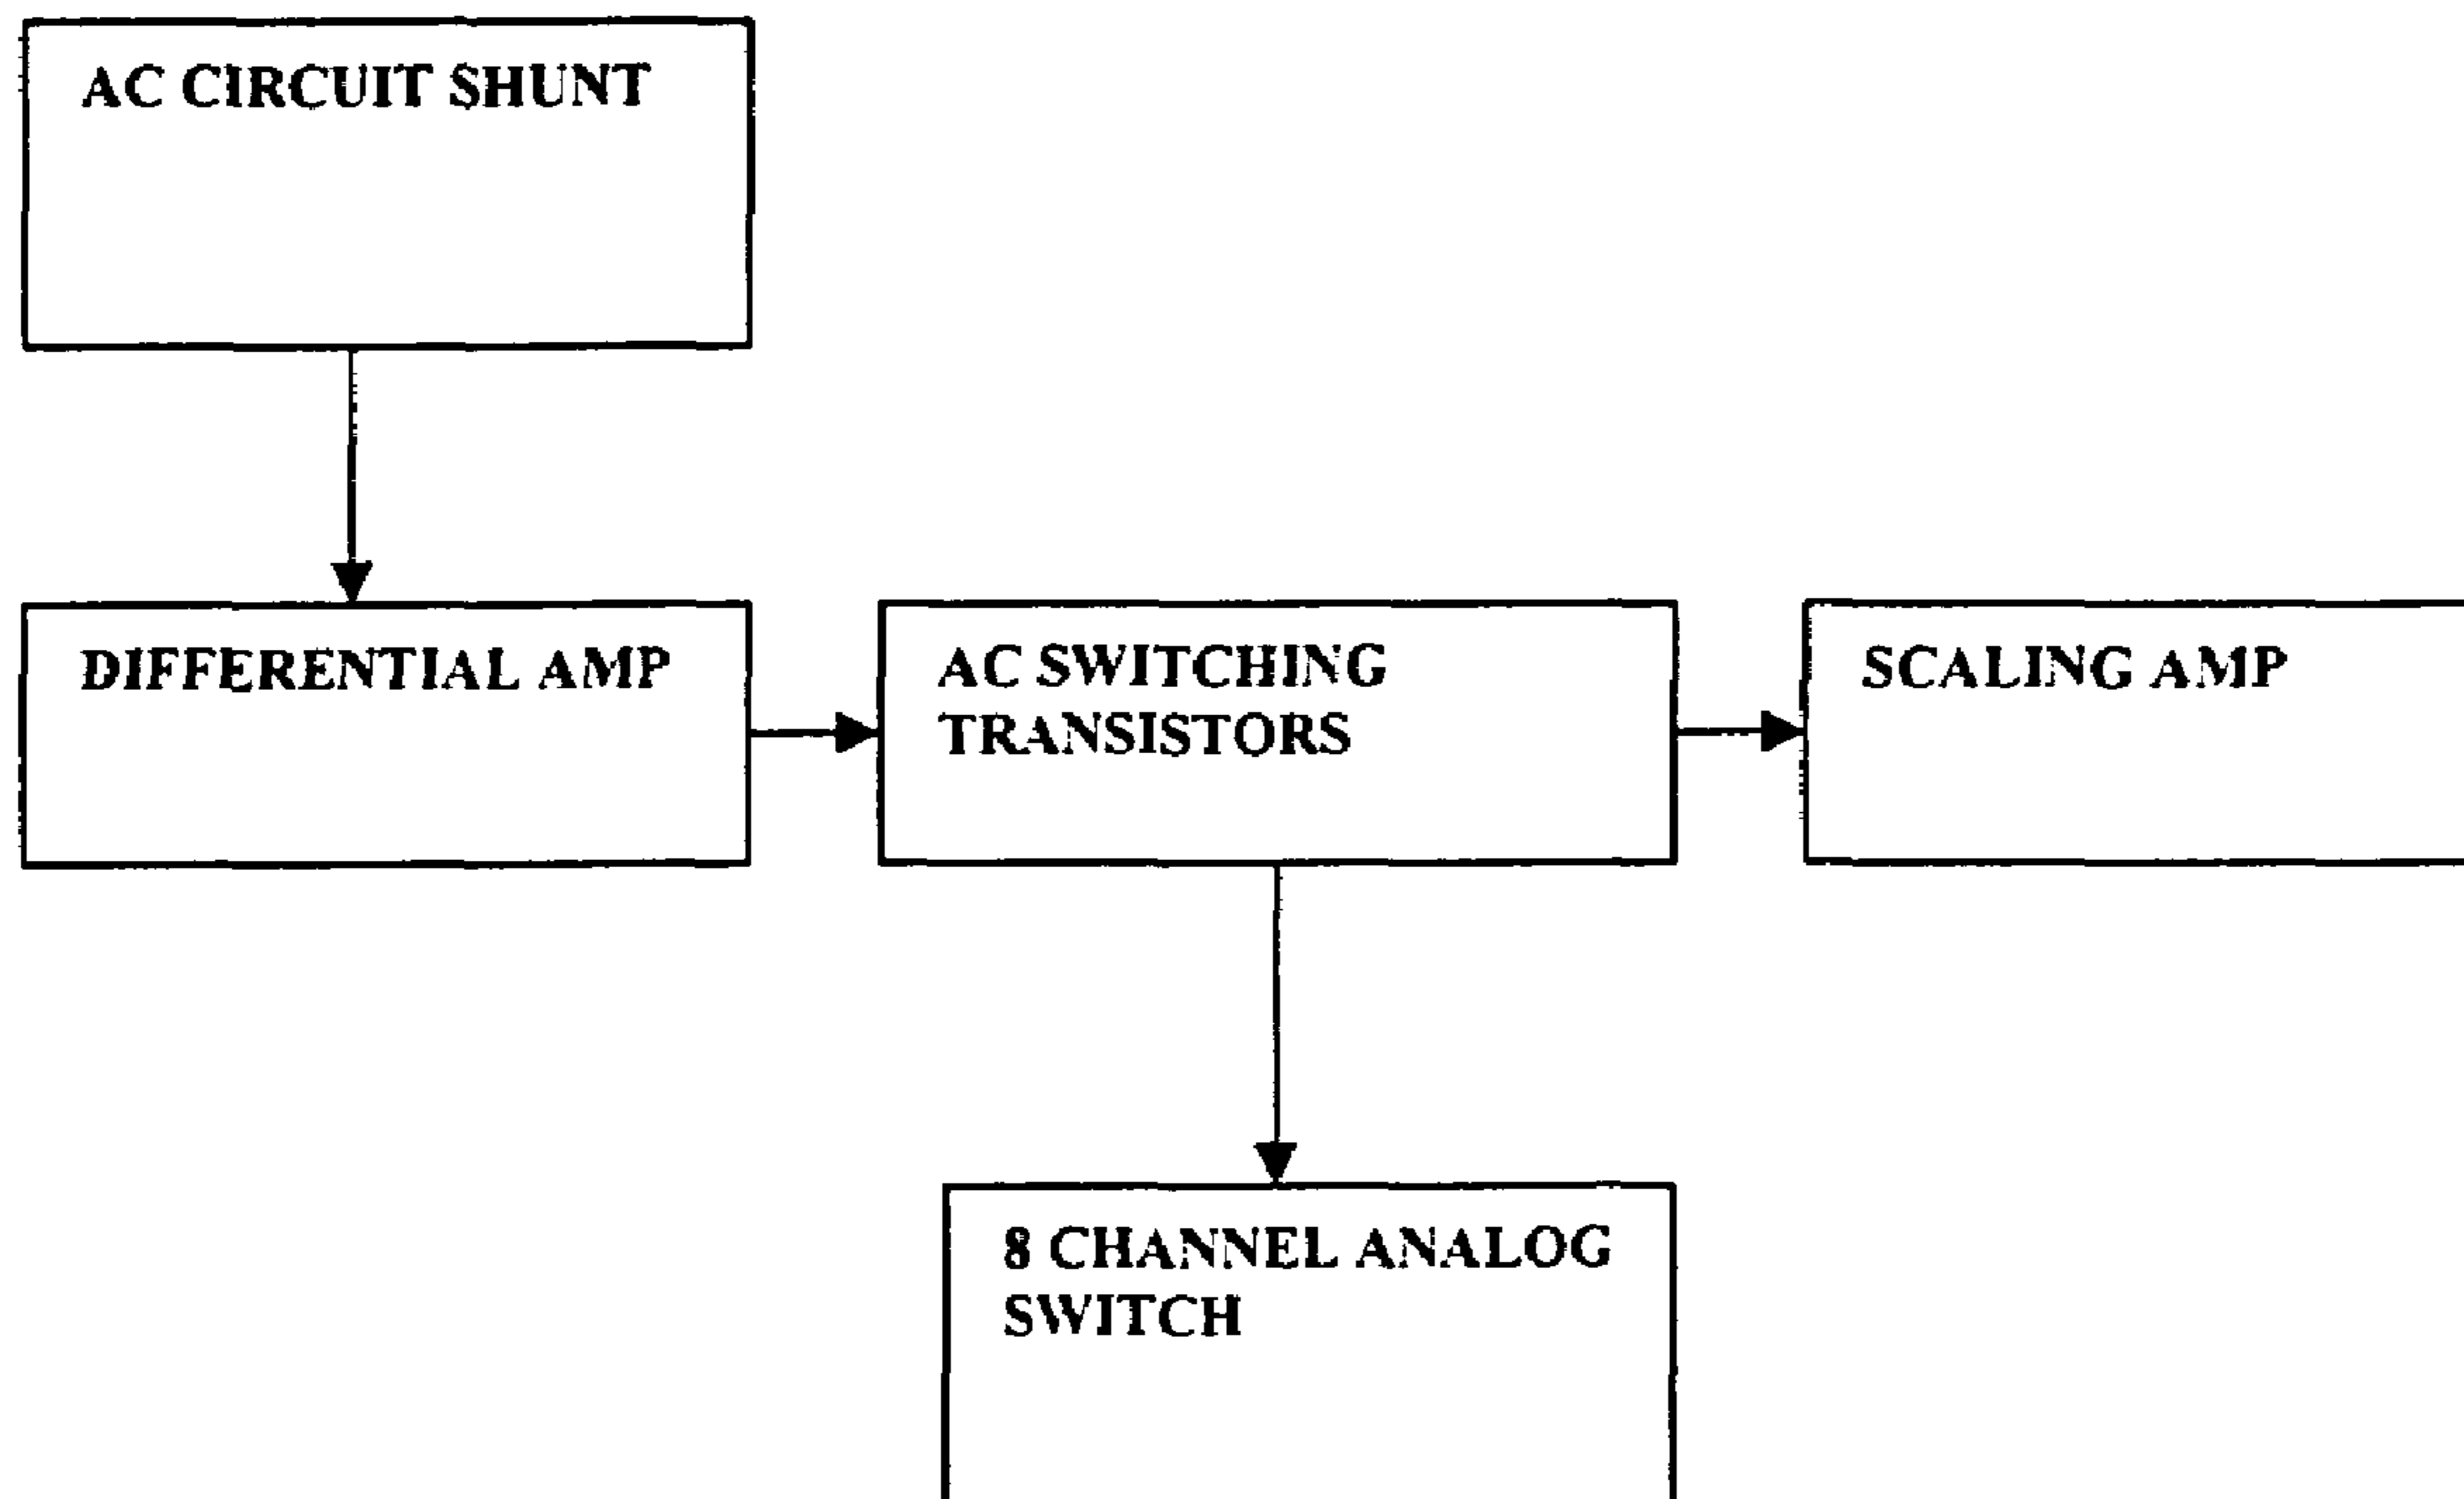 AC CIRCUIT SHUNT
DIFFERENTIAL AMP
AC SWITCHING
TRANSISTORS
SCALING AMP
8 CHANNEL ANALOG
SWITCH